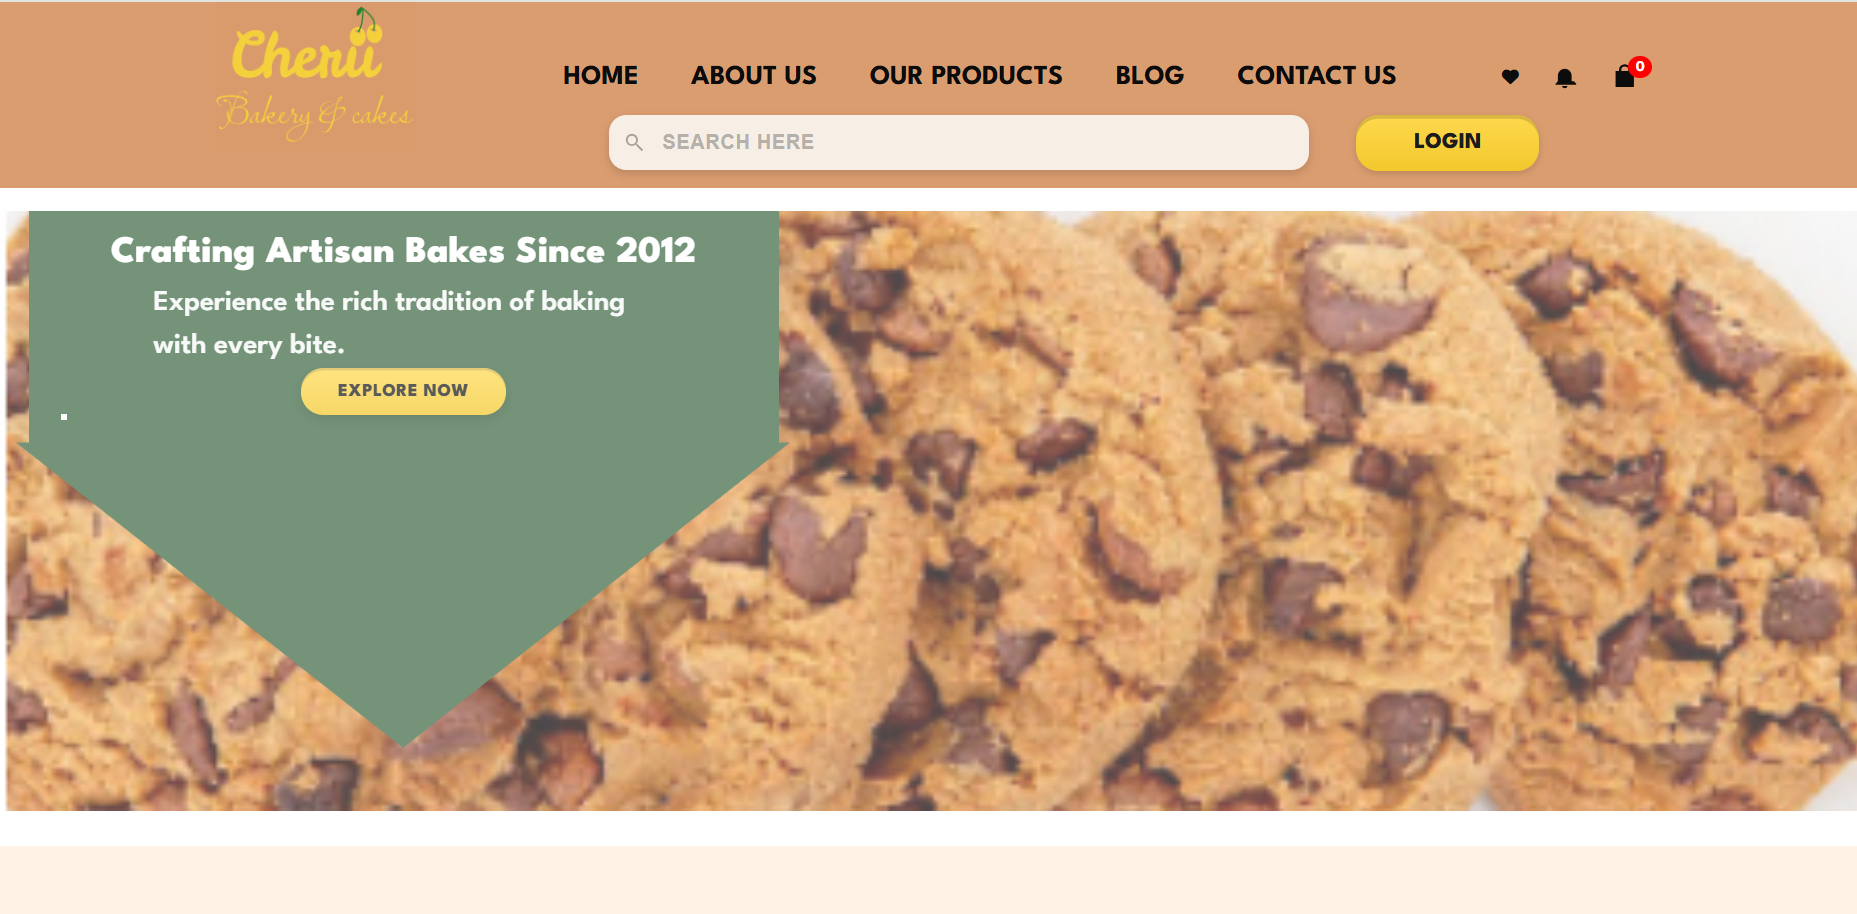 Cherii
Bakery & cakes
HOME ABOUT US OUR PRODUCTS BLOG CONTACT US 0
SEARCH HERE LOGIN
Crafting Artisan Bakes Since 2012
Experience the rich tradition of baking
with every bite.
EXPLORE NOW